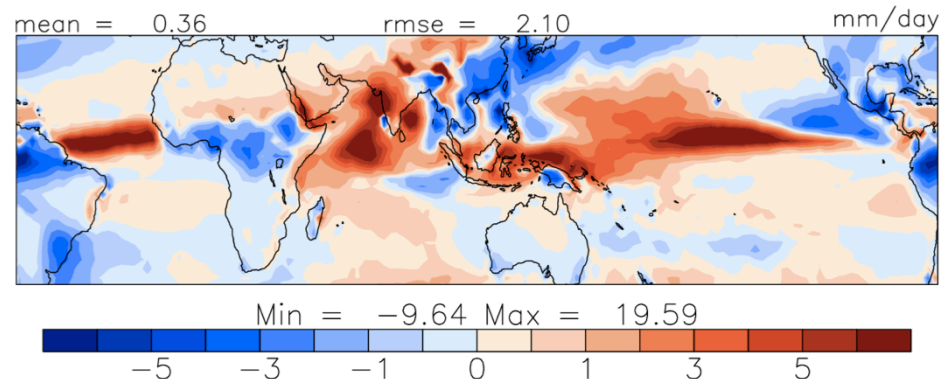 mean = 0.36 rmse = 2.10 mm/day
Min = -9.64 Max = 19.59
-5 -3 -1 0 1 3 5